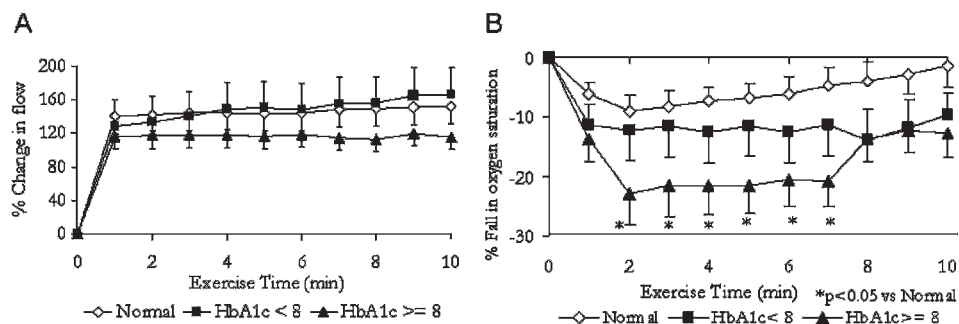 A
% Change in flow
200
160
120
80
40
0
0 2 4 6 8 10
Exercise Time (min)
Normal HbA1c < 8 HbA1c >= 8
B
% Fall in oxygen saturation
0
-10
-20
-30
* * * * * *
0 2 4 6 8 10
Exercise Time (min)
*p<0.05 vs Normal
Normal HbA1c< 8 HbA1c>= 8